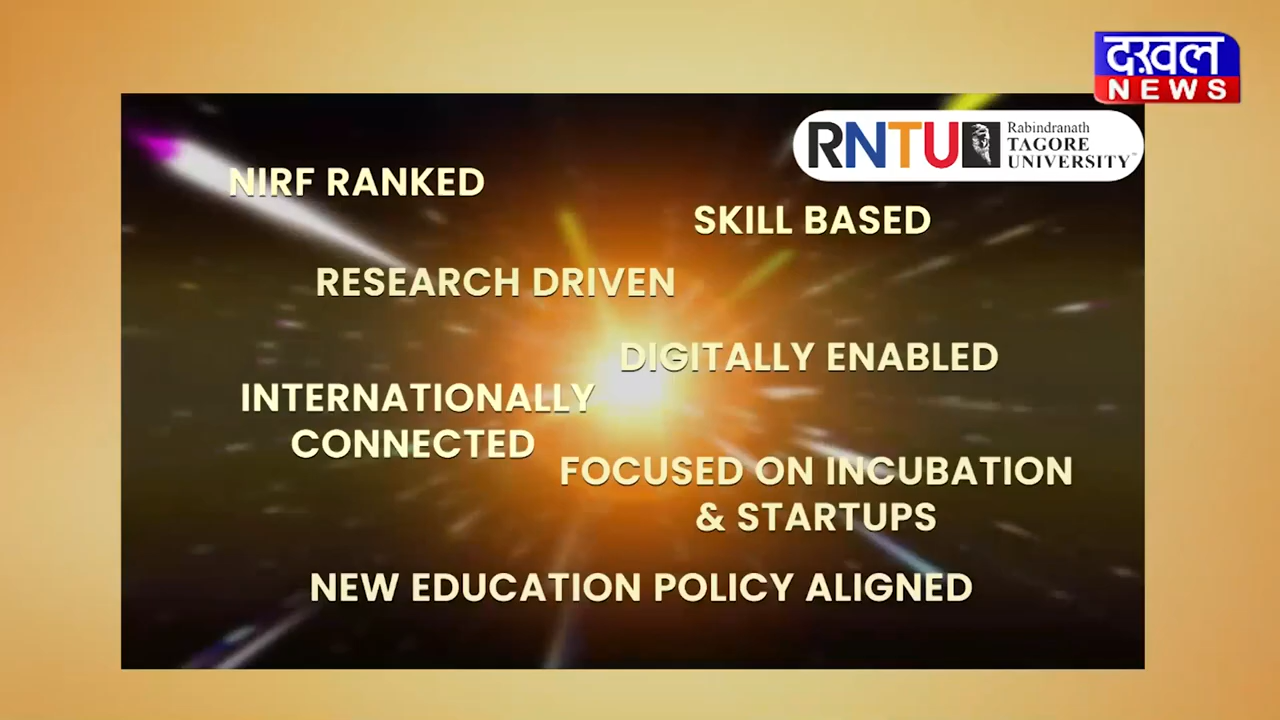 दख़ल
NEWS
RNTU
Rabindranath
TAGORE
UNIVERSITY
NIRF RANKED
SKILL BASED
RESEARCH DRIVEN
DIGITALLY ENABLED
INTERNATIONALLY
CONNECTED
FOCUSED ON INCUBATION
& STARTUPS
NEW EDUCATION POLICY ALIGNED